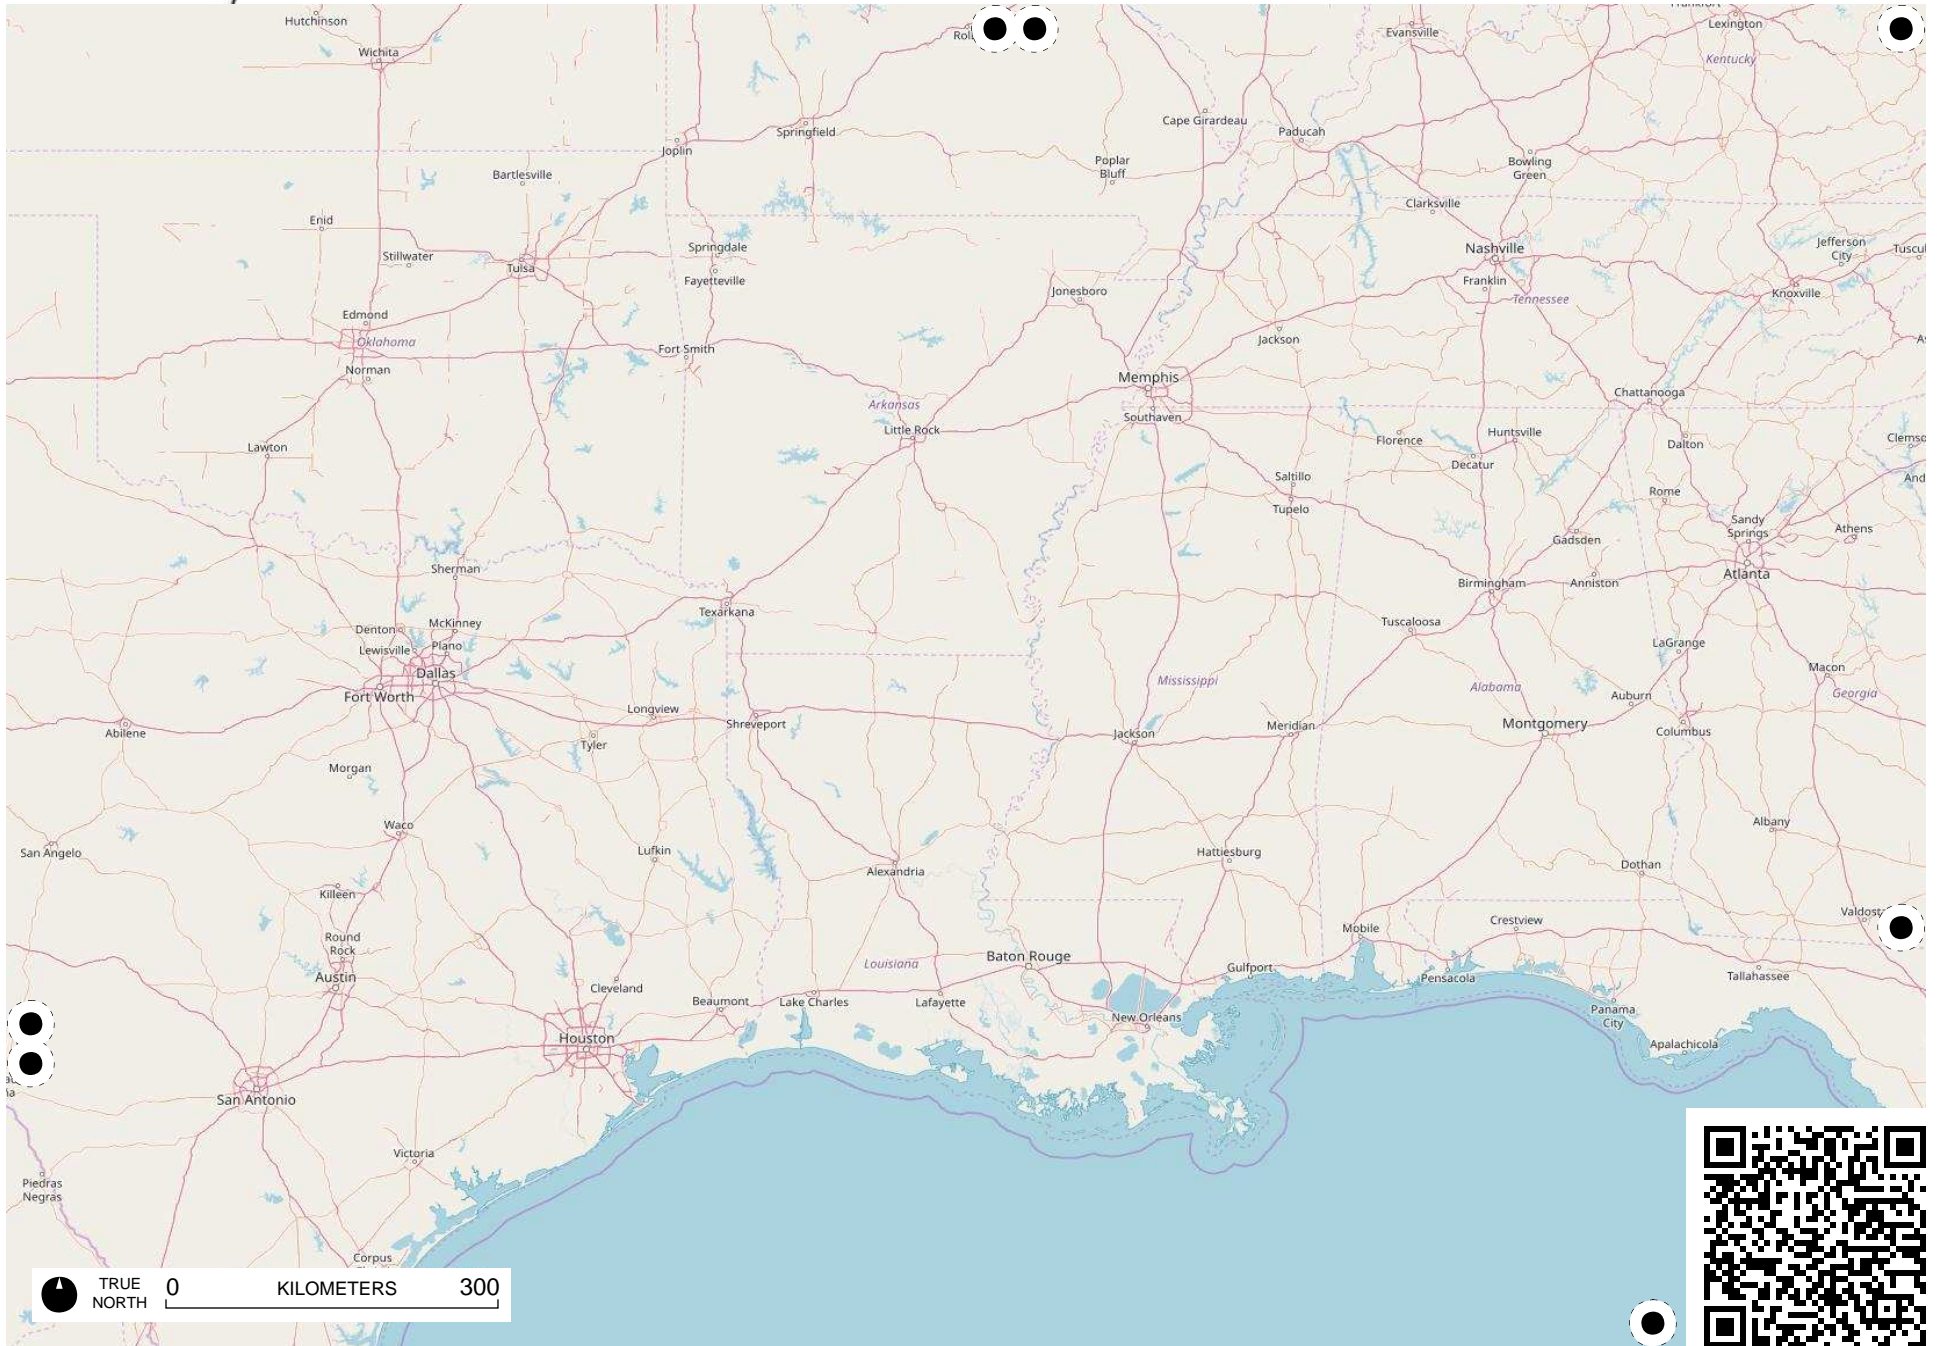 Hutchinson
Wichita
Evansville
Lexington
Kentucky
Cape Girardeau
Paducah
Springfield
Joplin
Poplar
Bluff
Bowling
Green
Bartlesville
Clarksville
Enid
Springdale
Nashville
Jefferson
City
Stillwater
Tulsa
Fayetteville
Franklin
Jonesboro
Tennessee
Knoxville
Edmond
Oklahoma
Jackson
Fort Smith
Norman
Memphis
Chattanooga
Arkansas
Southaven
Little Rock
Lawton
Florence
Huntsville
Dalton
Decatur
Saltillo
Rome
Tupelo
Sandy
Springs
Athens
Gadsden
Sherman
Birmingham
Anniston
Atlanta
Texarkana
Denton
McKinney
Tuscaloosa
Lewisville
Plano
LaGrange
Dallas
Macon
Fort Worth
Mississippi
Alabama
Auburn
Georgia
Longview
Shreveport
Abilene
Jackson
Meridian
Montgomery
Columbus
Tyler
Morgan
Waco
Albany
San Angelo
Lufkin
Hattiesburg
Dothan
Alexandria
Killeen
Crestview
Mobile
Round
Rock
Baton Rouge
Louisiana
Gulfport
Austin
Pensacola
Tallahassee
Cleveland
Beaumont
Lake Charles
Lafayette
New Orleans
Panama
City
Houston
Apalachicola
San Antonio
Victoria
Piedras
Negras
Corpus
TRUE
NORTH
0 KILOMETERS 300